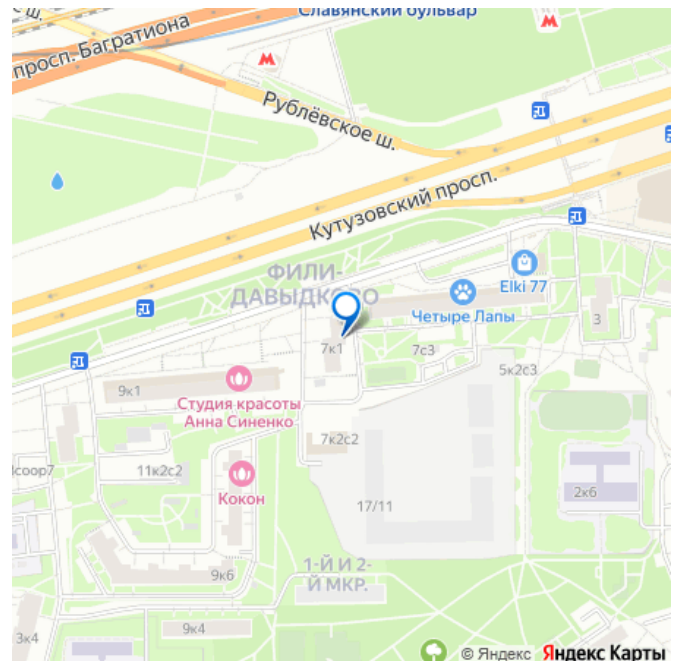 ш.
Славянский бульвар
просп. Багратиона
Рублёвское ш.
Кутузовский просп.
ФИЛИ-
ДАВЫДКОВО
Elki 77
Четыре Лапы
3
7к1
7с3
5к2с3
9к1
Студия красоты
Анна Синенко
7к2с2
соор7
11к2с2
Кокон
17/11
2к6
1-Й И 2-
Й МКР.
9к6
9к4
3к4
© Яндекс Яндекс Карты